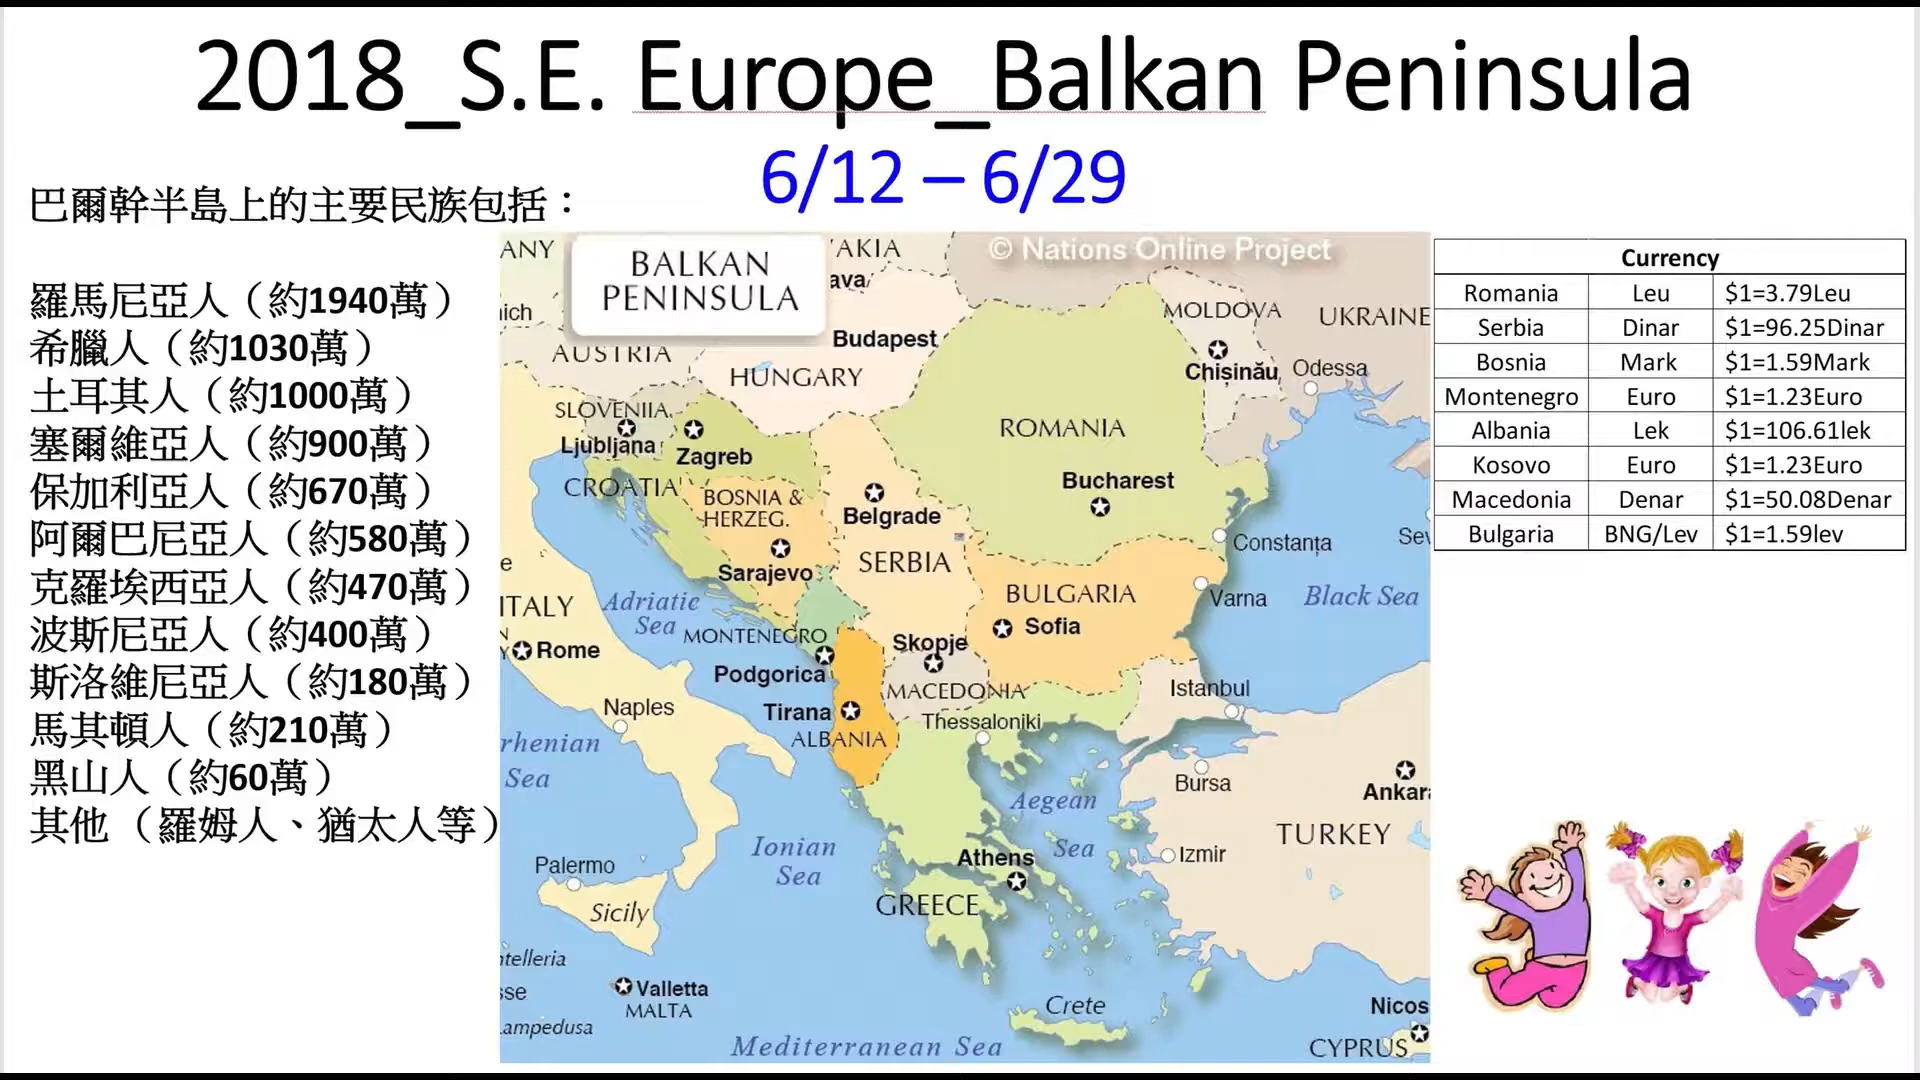 2018_S.E. Europe_Balkan Peninsula
6/12 – 6/29
巴爾幹半島上的主要民族包括：
羅馬尼亞人（約1940萬）
希臘人（約1030萬）
土耳其人（約1000萬）
塞爾維亞人（約900萬）
保加利亞人（約670萬）
阿爾巴尼亞人（約580萬）
克羅埃西亞人（約470萬）
波斯尼亞人（約400萬）
斯洛維尼亞人（約180萬）
馬其頓人（約210萬）
黑山人（約60萬）
其他 （羅姆人、猶太人等）
BALKAN
PENINSULA
© Nations Online Project
ANY
AKIA
ava
ich
AUSTRIA
Budapest
HUNGARY
MOLDOVA
UKRAINE
Chișinău
Odessa
SLOVENIIA
Ljubljana
Zagreb
ROMANIA
CROATIA
BOSNIA &
HERZEG.
Bucharest
Belgrade
Constanța
Sev
SERBIA
Sarajevo
e
ITALY
Adriatic
Sea
BULGARIA
Varna
Black Sea
MONTENEGRO
Skopje
Sofia
Rome
Podgorica
MACEDONIA
Istanbul
Naples
Tirana
Thessaloniki
ALBANIA
rhenian
Sea
Bursa
Ankara
Aegean
Sea
TURKEY
Ionian
Sea
Athens
Izmir
Palermo
Sicily
GREECE
ntelleria
sse
Valletta
MALTA
ampedusa
Crete
Nicos
CYPRUS
Mediterranean Sea
Currency
Romania Leu $1=3.79Leu
Serbia Dinar $1=96.25Dinar
Bosnia Mark $1=1.59Mark
Montenegro Euro $1=1.23Euro
Albania Lek $1=106.61lek
Kosovo Euro $1=1.23Euro
Macedonia Denar $1=50.08Denar
Bulgaria BNG/Lev $1=1.59lev